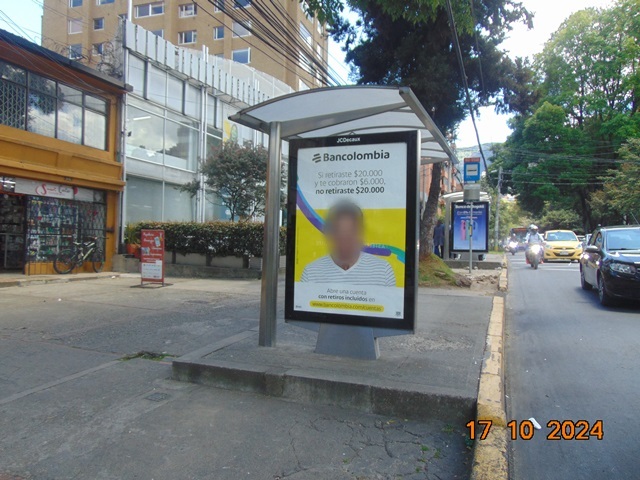 JCDecaux
Bancolombia
Si retiraste $20.000
y te cobraron $6.000,
no retiraste $20.000
Abre una cuenta
con retiros incluidos en
17 10 2024